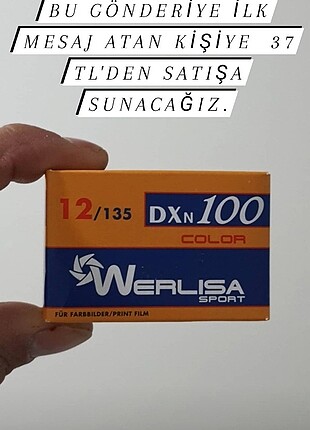 BU GÖNDERİYE İLK
MESAJ ATAN KİŞİYE 37
TL'DEN SATIŞA
SUNACAĞIZ.
12/135 DXN 100
COLOR
WERLISA
SPORT
FÜR FARBBILDER/PRINT FILM